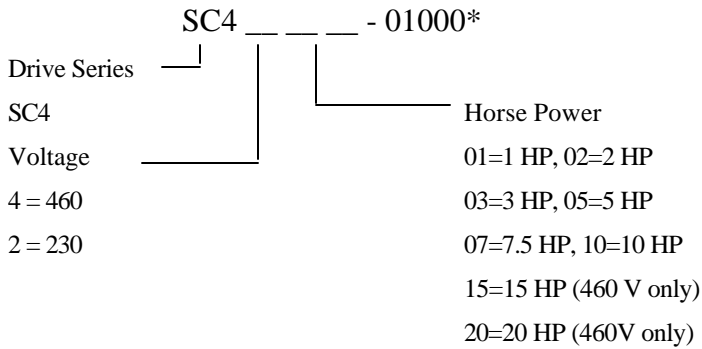 SC4 __ __ __ - 01000*
Drive Series
SC4
Voltage
4 = 460
2 = 230
Horse Power
01=1 HP, 02=2 HP
03=3 HP, 05=5 HP
07=7.5 HP, 10=10 HP
15=15 HP (460 V only)
20=20 HP (460V only)